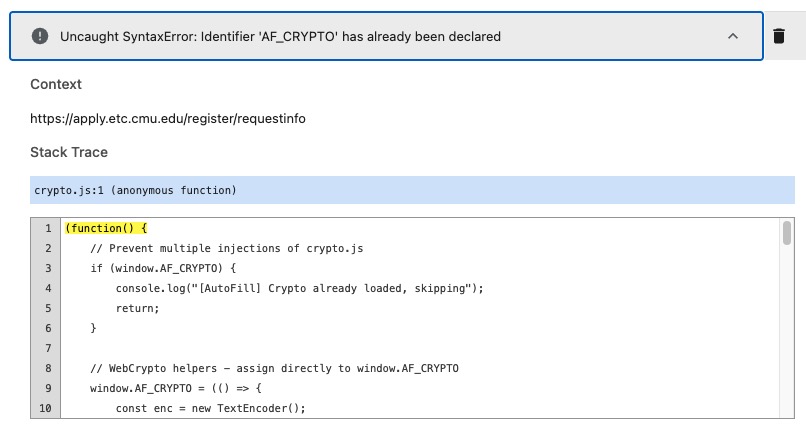 Uncaught SyntaxError: Identifier 'AF_CRYPTO' has already been declared
Context
https://apply.etc.cmu.edu/register/requestinfo
Stack Trace
crypto.js:1 (anonymous function)
1 (function() {
2     // Prevent multiple injections of crypto.js
3     if (window.AF_CRYPTO) {
4         console.log("[AutoFill] Crypto already loaded, skipping");
5         return;
6     }
7
8     // WebCrypto helpers – assign directly to window.AF_CRYPTO
9     window.AF_CRYPTO = (() => {
10         const enc = new TextEncoder();